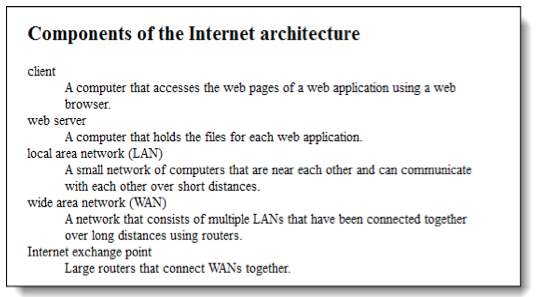 Components of the Internet architecture
client
A computer that accesses the web pages of a web application using a web
browser.
web server
A computer that holds the files for each web application.
local area network (LAN)
A small network of computers that are near each other and can communicate
with each other over short distances.
wide area network (WAN)
A network that consists of multiple LANs that have been connected together
over long distances using routers.
Internet exchange point
Large routers that connect WANs together.